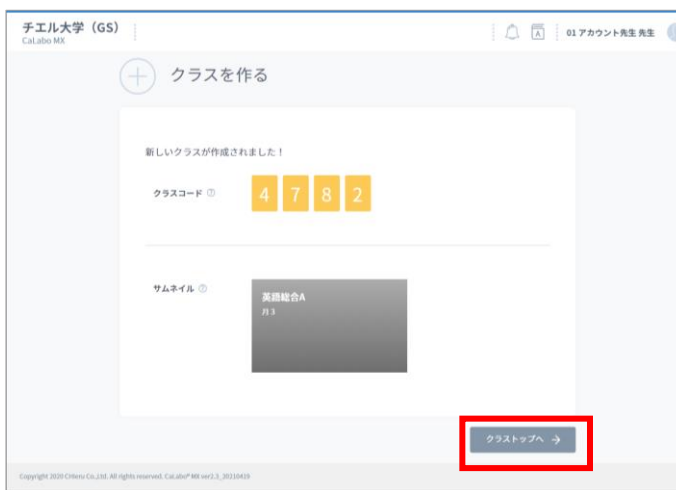 チエル大学（GS）
CaLabo MX
A
01 アカウント先生 先生
クラスを作る
新しいクラスが作成されました！
クラスコード ?
4 7 8 2
サムネイル ?
英語総合A
月 3
クラストップへ →
Copyright 2020 CHIeru Co.,Ltd. All rights reserved. CaLabo® MX ver2.3_20210419